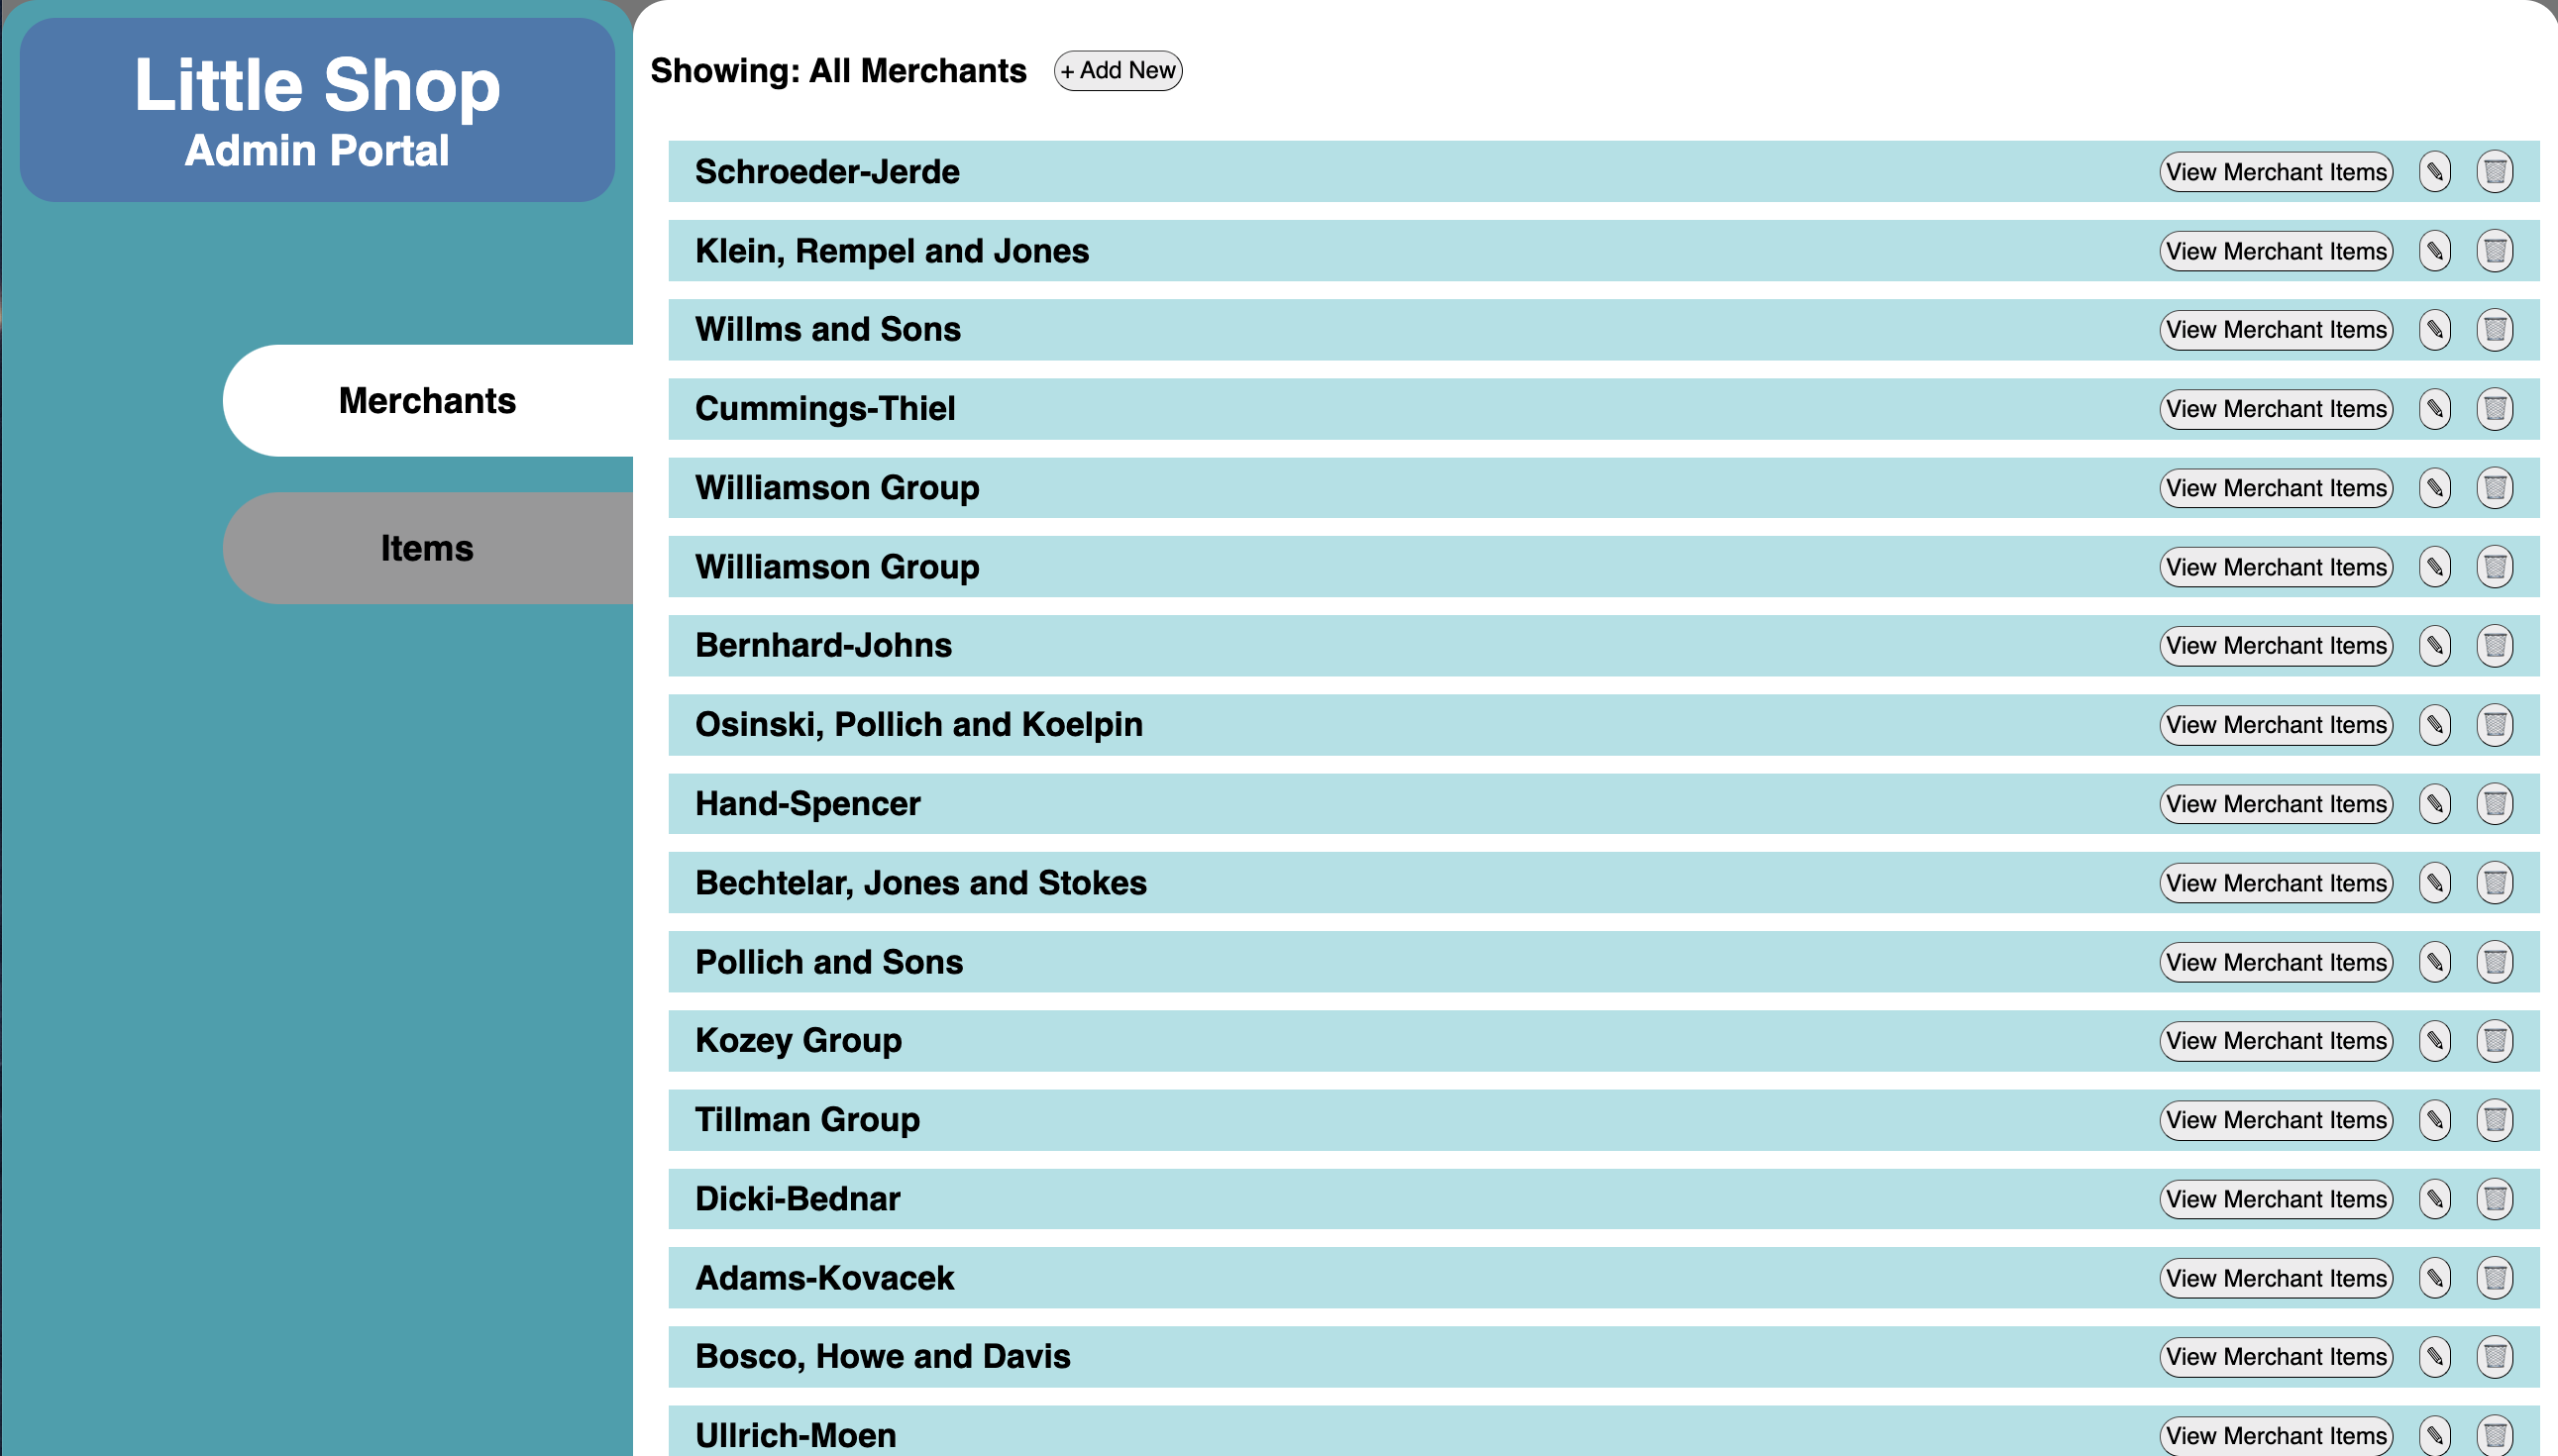 Little Shop
Admin Portal
Merchants
Items
Showing: All Merchants + Add New
Schroeder-Jerde View Merchant Items
Klein, Rempel and Jones View Merchant Items
Willms and Sons View Merchant Items
Cummings-Thiel View Merchant Items
Williamson Group View Merchant Items
Williamson Group View Merchant Items
Bernhard-Johns View Merchant Items
Osinski, Pollich and Koelpin View Merchant Items
Hand-Spencer View Merchant Items
Bechtelar, Jones and Stokes View Merchant Items
Pollich and Sons View Merchant Items
Kozey Group View Merchant Items
Tillman Group View Merchant Items
Dicki-Bednar View Merchant Items
Adams-Kovacek View Merchant Items
Bosco, Howe and Davis View Merchant Items
Ullrich-Moen View Merchant Items